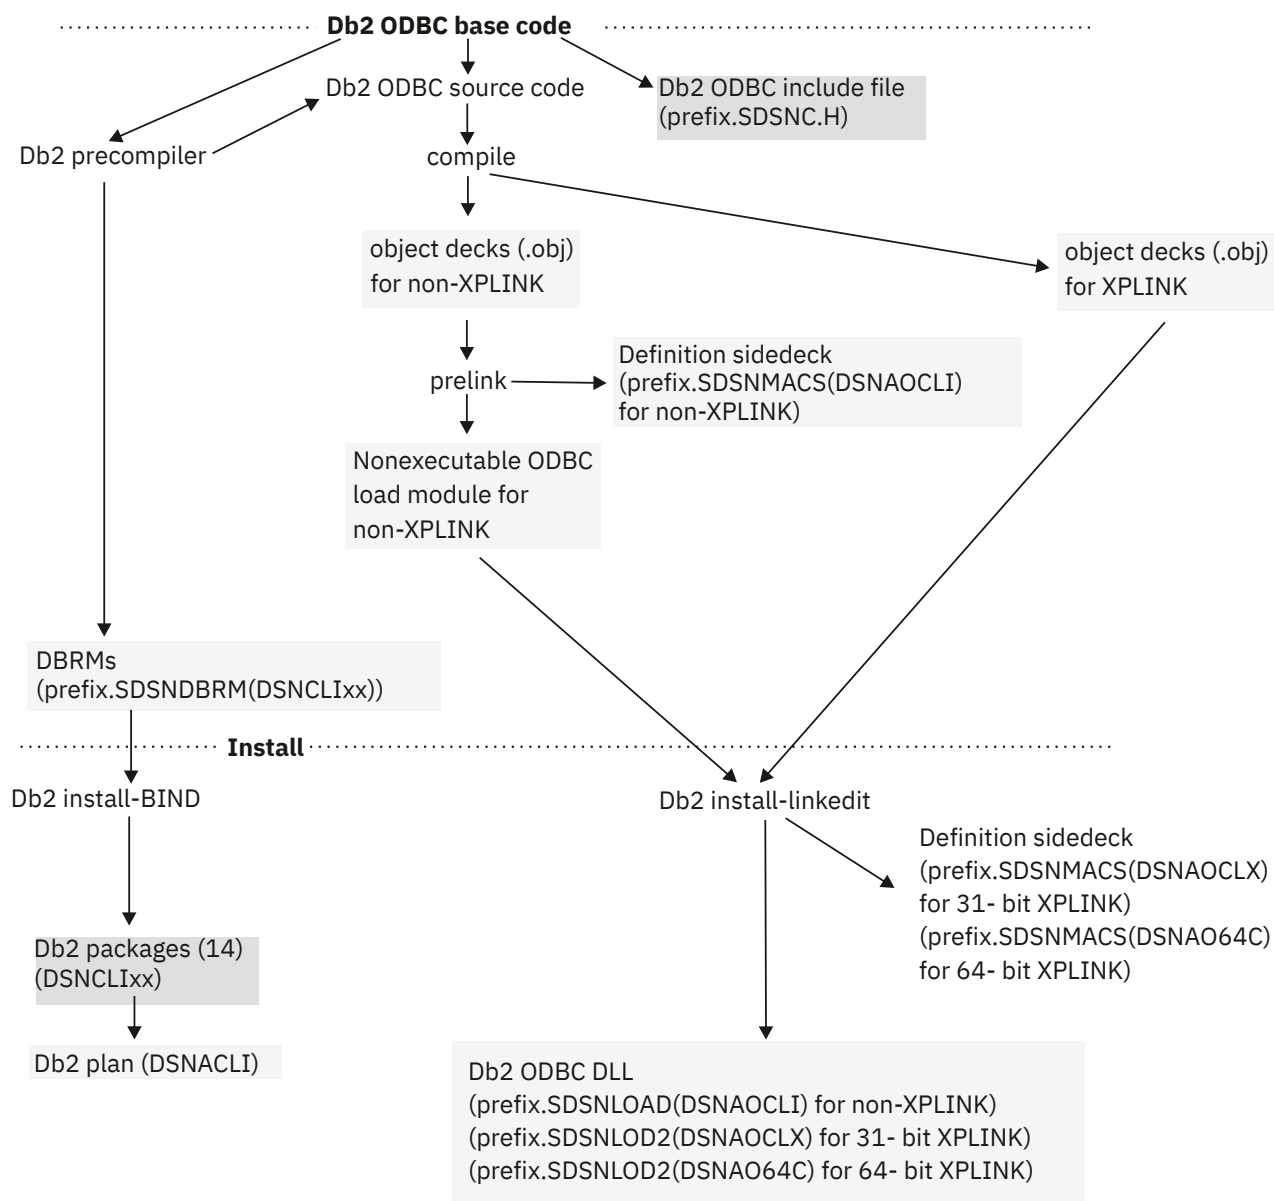 Db2 ODBC base code
Db2 ODBC source code
Db2 ODBC include file
(prefix.SDSNC.H)
Db2 precompiler
compile
object decks (.obj)
for non-XPLINK
object decks (.obj)
for XPLINK
prelink
Definition sidedeck
(prefix.SDSNMACS(DSNAOCLI)
for non-XPLINK)
Nonexecutable ODBC
load module for
non-XPLINK
DBRMs
(prefix.SDSNDBRM(DSNCLIxx))
Install
Db2 install-BIND
Db2 install-linkedit
Definition sidedeck
(prefix.SDSNMACS(DSNAOCLX)
for 31- bit XPLINK)
(prefix.SDSNMACS(DSNAO64C)
for 64- bit XPLINK)
Db2 packages (14)
(DSNCLIxx)
Db2 plan (DSNACLI)
Db2 ODBC DLL
(prefix.SDSNLOAD(DSNAOCLI) for non-XPLINK)
(prefix.SDSNLOD2(DSNAOCLX) for 31- bit XPLINK)
(prefix.SDSNLOD2(DSNAO64C) for 64- bit XPLINK)